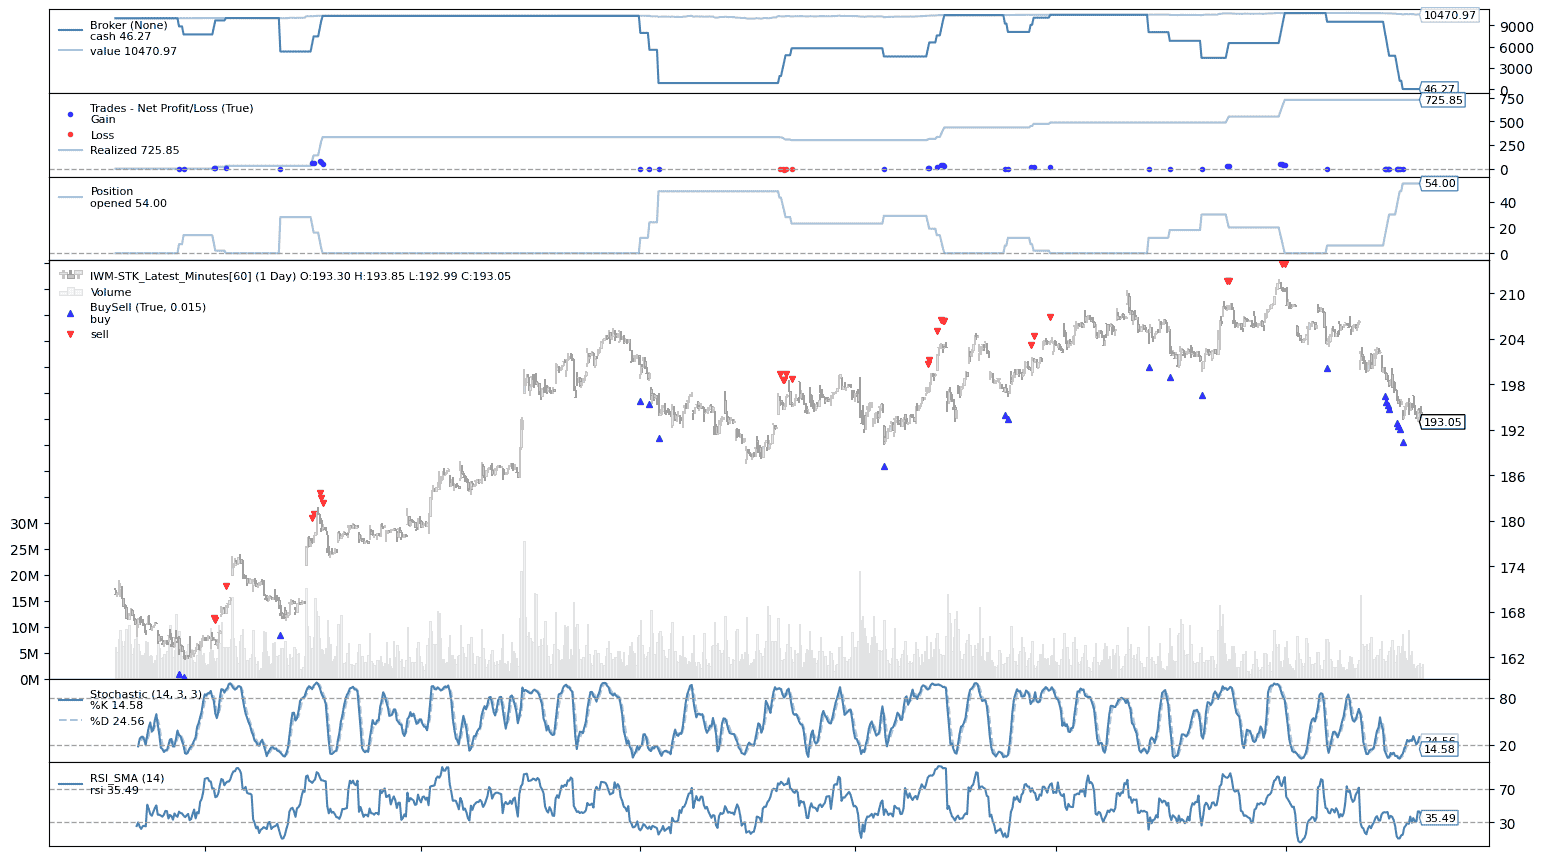 Broker (None)
cash 46.27
value 10470.97
10470.97
9000
6000
3000
0
46.27
Trades - Net Profit/Loss (True)
Gain
Loss
Realized 725.85
725.85
750
500
250
0
Position
opened 54.00
54.00
40
20
0
IWM-STK_Latest_Minutes[60] (1 Day) O:193.30 H:193.85 L:192.99 C:193.05
Volume
BuySell (True, 0.015)
buy
sell
210
204
198
192
193.05
186
180
174
168
162
30M
25M
20M
15M
10M
5M
0M
Stochastic (14, 3, 3)
%K 14.58
%D 24.56
80
20
24.56
14.58
RSI_SMA (14)
rsi 35.49
70
30
35.49